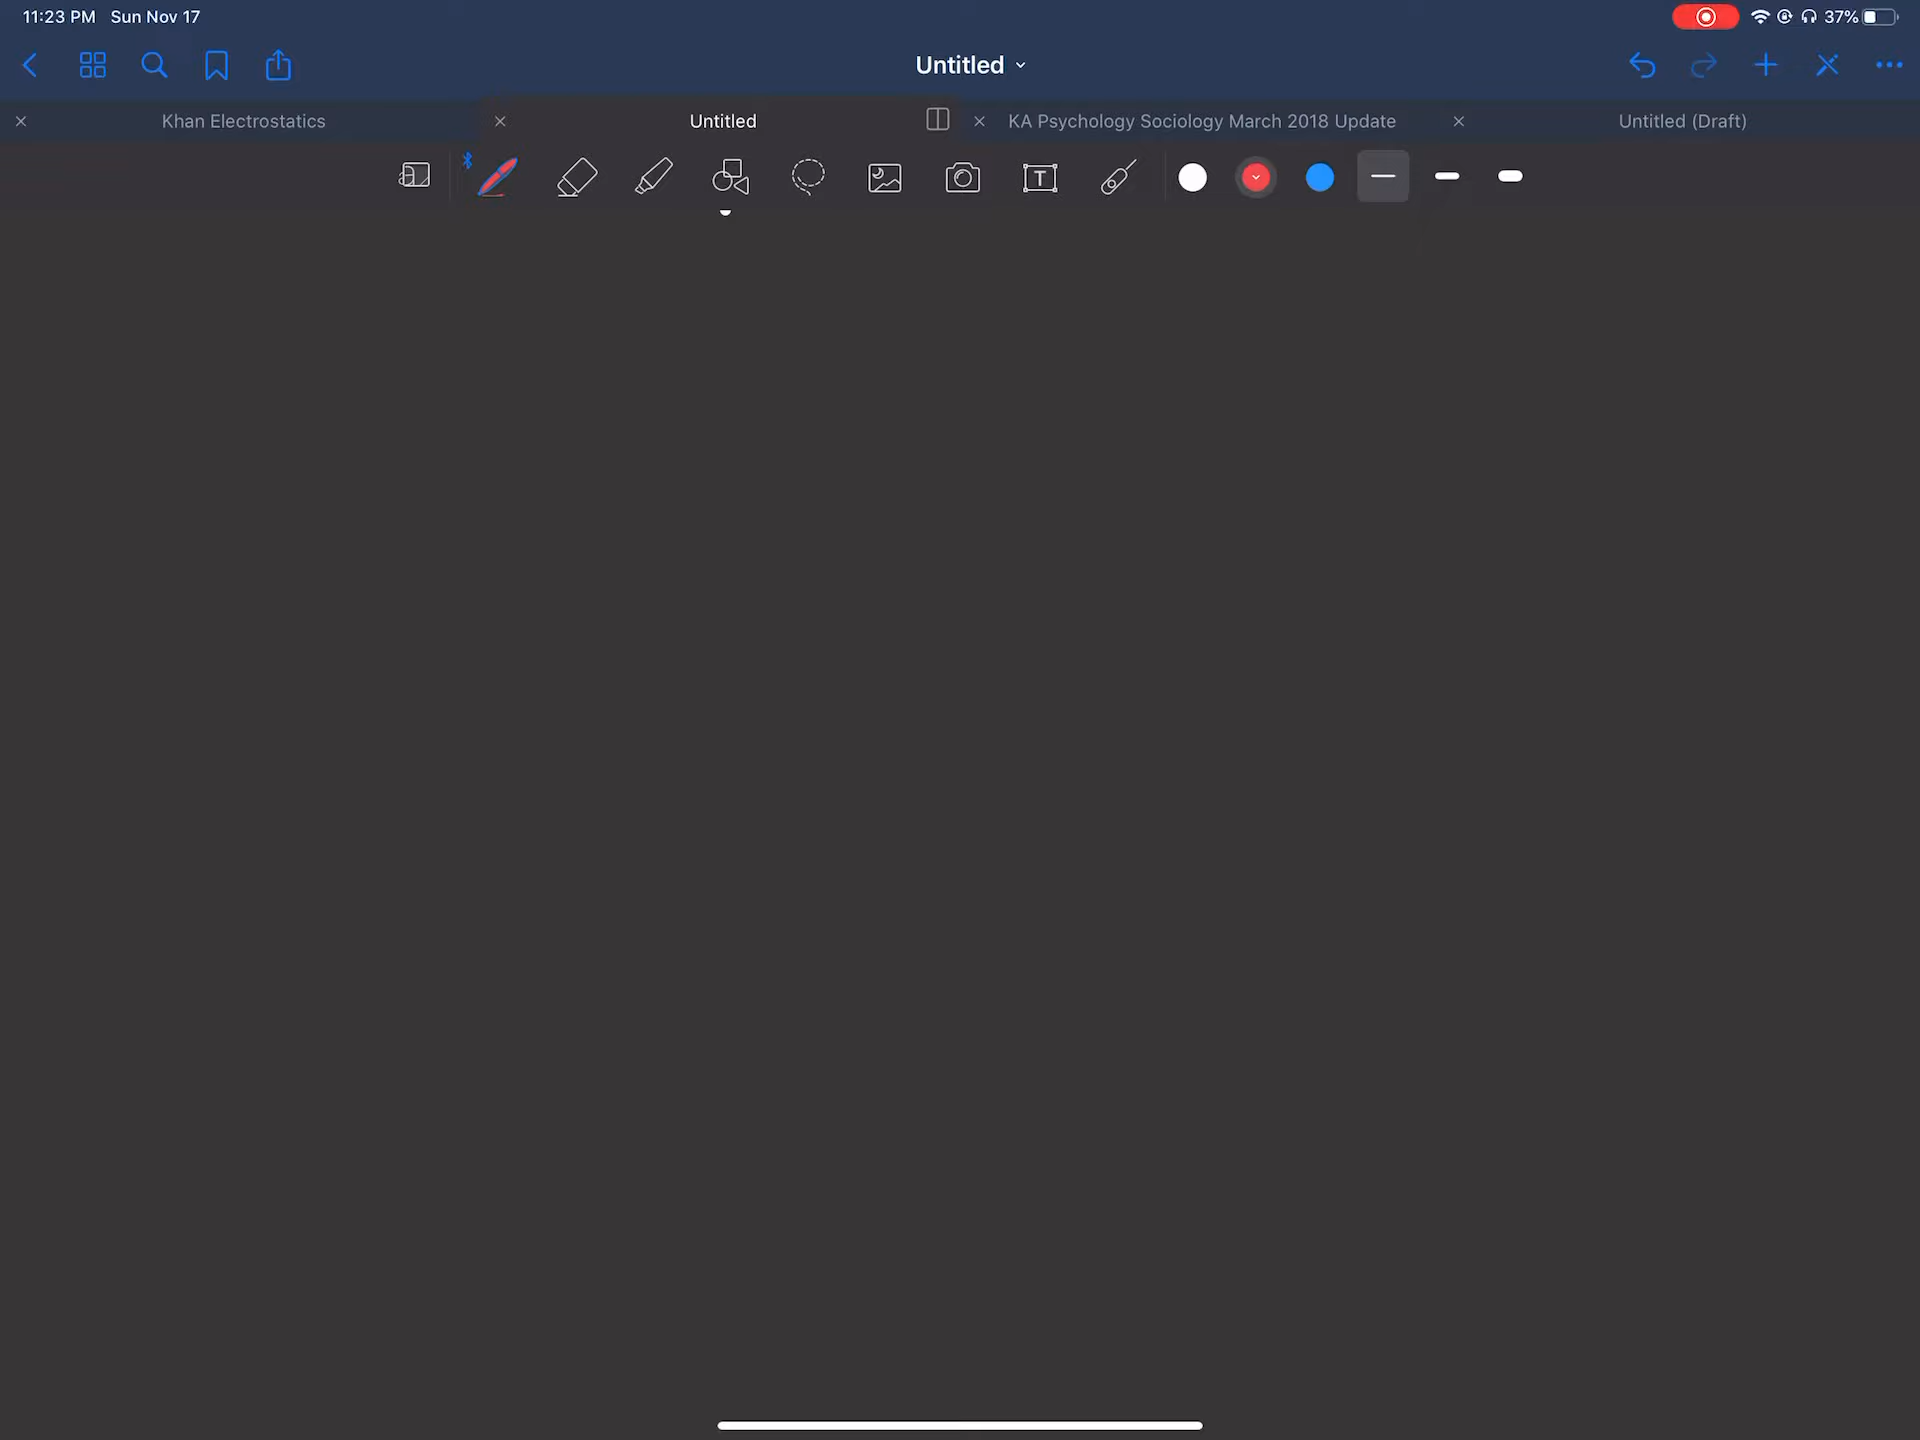 11:23 PM Sun Nov 17
37%
Untitled
Khan Electrostatics
Untitled
KA Psychology Sociology March 2018 Update
Untitled (Draft)